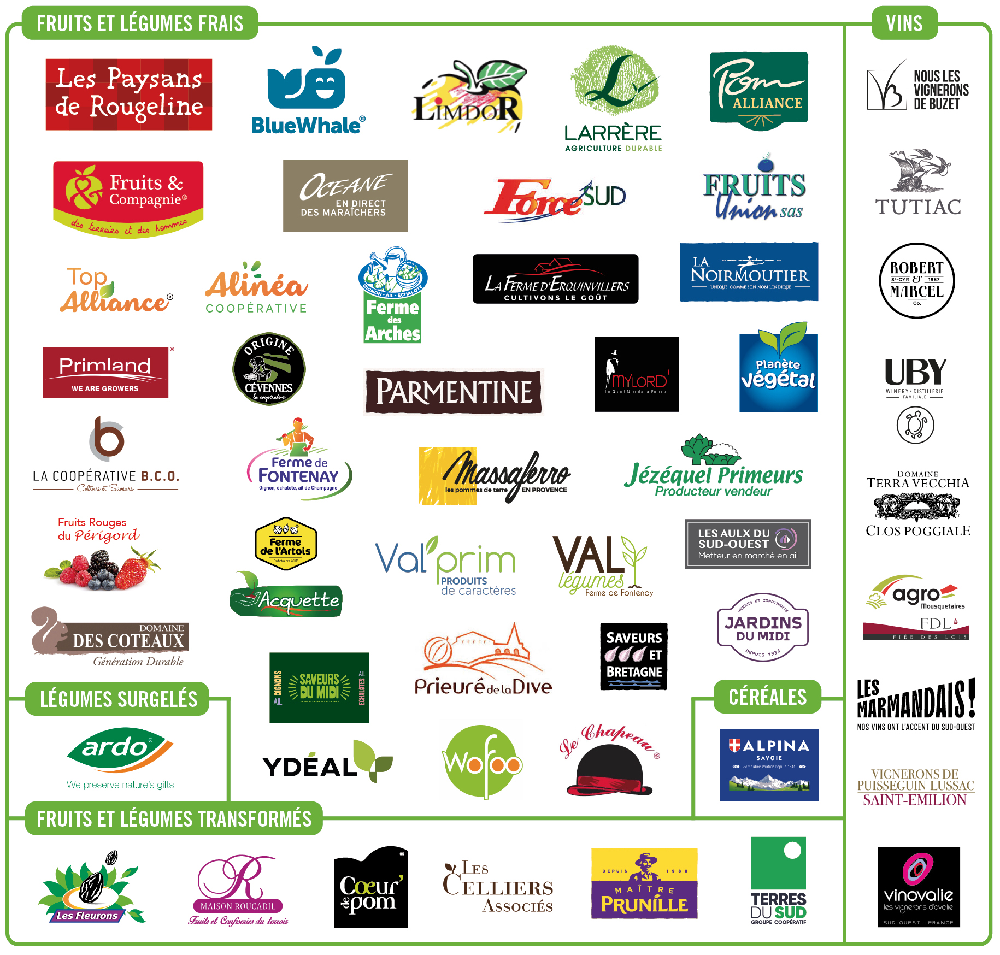 FRUITS ET LÉGUMES FRAIS
Les Paysans
de Rougeline
BlueWhale®
LIMDOR
L
LARRÈRE
AGRICULTURE DURABLE
Pom
ALLIANCE
Fruits &
Compagnie®
des terroirs et des hommes
OCEANE
EN DIRECT
DES MARAÎCHERS
Force SUD
FRUITS
Union sas
Top
Alliance®
Alinéa
COOPÉRATIVE
OIGNON • AIL • ÉCHALOTE
Ferme
des
Arches
LA FERME D'ERQUINVILLERS
CULTIVONS LE GOÛT
LA
NOIRMOUTIER
UNIQUE. COMME SON NOM L'INDIQUE
Primland®
WE ARE GROWERS
ORIGINE
CÉVENNES
la coopérative
PARMENTINE
MYLORD'
Le Grand Nom de la Pomme
Planète
végétal
b
LA COOPÉRATIVE B.C.O.
Culture et Saveurs
Ferme de
FONTENAY
Oignon, échalote, ail de Champagne
Massaferro
les pommes de terre EN PROVENCE
Jézéquel Primeurs
Producteur vendeur
Fruits Rouges
du Périgord
Ferme
de l'Artois
Producteur depuis 1976
Acquette
Val'prim
PRODUITS
de caractères
VAL
légumes
Ferme de Fontenay
LES AULX DU
SUD-OUEST
Metteur en marché en ail
HERBES ET CONDIMENTS
JARDINS
DU MIDI
DEPUIS 1936
DOMAINE
DES COTEAUX
Génération Durable
AIL OIGNONS
SAVEURS
DU MIDI
ECHALOTES AIL
Prieuré de la Dive
SAVEURS
ET
BRETAGNE
YDÉAL
Wofoo
Le Chapeau®
LÉGUMES SURGELÉS
ardo®
We preserve nature's gifts
CÉRÉALES
ALPINA
SAVOIE
Semoulier Pastier depuis 1844
FRUITS ET LÉGUMES TRANSFORMÉS
Les Fleurons
R
MAISON ROUCADIL
Fruits et Confiseries du terroir
®
Cœur'
de pom
LES
CELLIERS
ASSOCIÉS
DEPUIS 1988
MAÎTRE
PRUNILLE
TERRES
DU SUD
GROUPE COOPÉRATIF
VINS
VB
NOUS LES
VIGNERONS
DE BUZET
TUTIAC
ROBERT
ST-CYR & 1957
MARCEL
Co.
UBY
WINERY • DISTILLERIE
FAMILIALE
DOMAINE
TERRA VECCHIA
CLOS POGGIALE
agro
Mousquetaires
FDL
FIÉE DES LOIS
LES
MARMANDAIS!
NOS VINS ONT L'ACCENT DU SUD-OUEST
VIGNERONS DE
PUISSEGUIN LUSSAC
SAINT-EMILION
vinovalie
les vignerons d'ovalie
SUD-OUEST - FRANCE